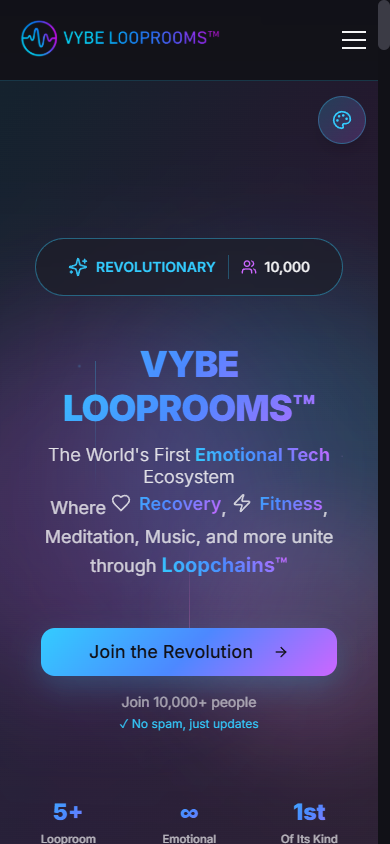 VYBE LOOPROOMS™
REVOLUTIONARY 10,000
VYBE
LOOPROOMS™
The World's First Emotional Tech
Ecosystem
Where Recovery, Fitness,
Meditation, Music, and more unite
through Loopchains™
Join the Revolution →
Join 10,000+ people
✓ No spam, just updates
5+ ∞ 1st
Looproom Emotional Of Its Kind